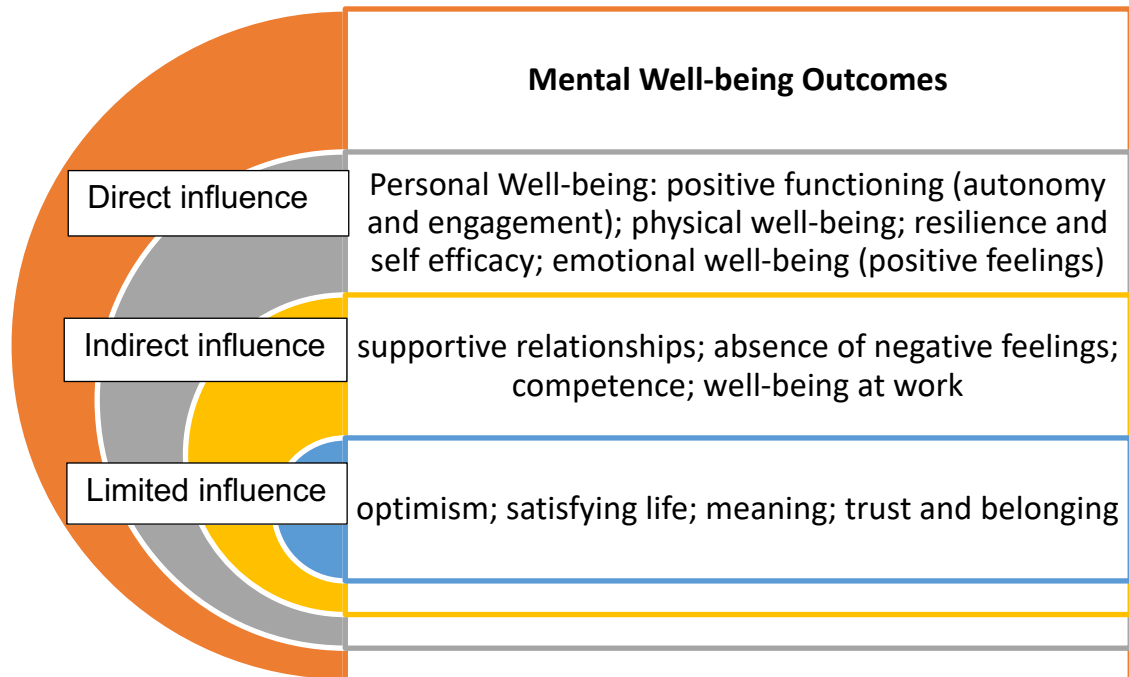 Mental Well-being Outcomes
Direct influence
Personal Well-being: positive functioning (autonomy
and engagement); physical well-being; resilience and
self efficacy; emotional well-being (positive feelings)
Indirect influence
supportive relationships; absence of negative feelings;
competence; well-being at work
Limited influence
optimism; satisfying life; meaning; trust and belonging